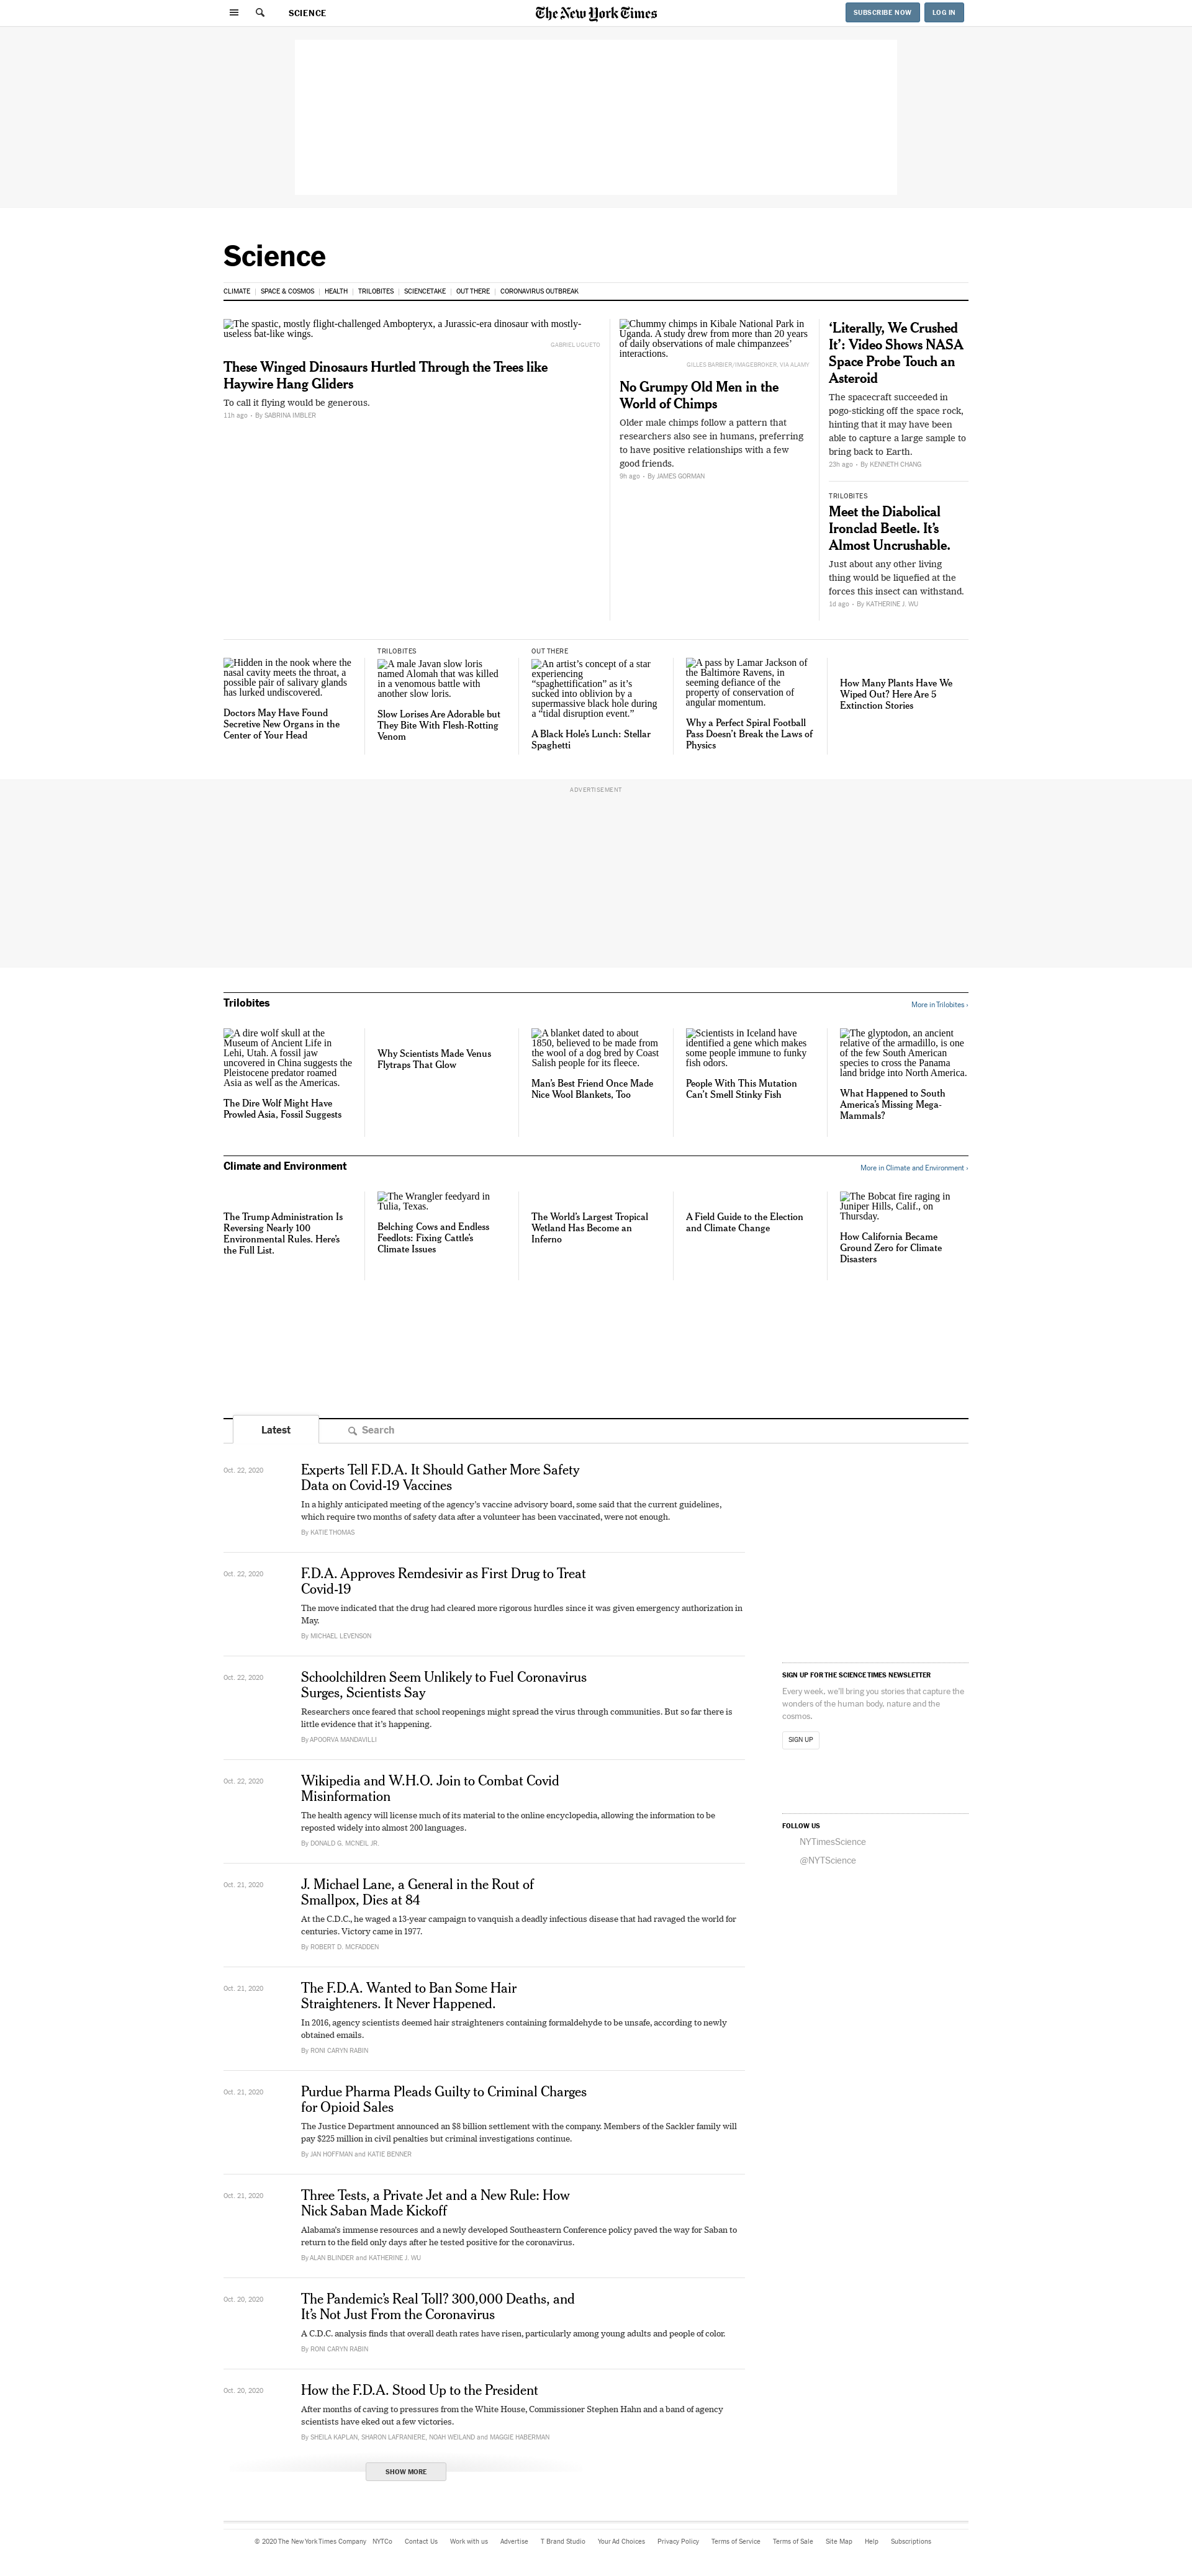 SCIENCE
The New York Times
SUBSCRIBE NOW
LOG IN
Science
CLIMATE
SPACE & COSMOS
HEALTH
TRILOBITES
SCIENCETAKE
OUT THERE
CORONAVIRUS OUTBREAK
The spastic, mostly flight-challenged Ambopteryx, a Jurassic-era dinosaur with mostly-
useless bat-like wings.
GABRIEL UGUETO
These Winged Dinosaurs Hurtled Through the Trees like
Haywire Hang Gliders
To call it flying would be generous.
11h ago • By SABRINA IMBLER
Chummy chimps in Kibale National Park in
Uganda. A study drew from more than 20 years
of daily observations of male chimpanzees’
interactions.
GILLES BARBIER/IMAGEBROKER, VIA ALAMY
No Grumpy Old Men in the
World of Chimps
Older male chimps follow a pattern that
researchers also see in humans, preferring
to have positive relationships with a few
good friends.
9h ago • By JAMES GORMAN
‘Literally, We Crushed
It’: Video Shows NASA
Space Probe Touch an
Asteroid
The spacecraft succeeded in
pogo-sticking off the space rock,
hinting that it may have been
able to capture a large sample to
bring back to Earth.
23h ago • By KENNETH CHANG
TRILOBITES
Meet the Diabolical
Ironclad Beetle. It’s
Almost Uncrushable.
Just about any other living
thing would be liquefied at the
forces this insect can withstand.
1d ago • By KATHERINE J. WU
Hidden in the nook where the
nasal cavity meets the throat, a
possible pair of salivary glands
has lurked undiscovered.
Doctors May Have Found
Secretive New Organs in the
Center of Your Head
TRILOBITES
A male Javan slow loris
named Alomah that was killed
in a venomous battle with
another slow loris.
Slow Lorises Are Adorable but
They Bite With Flesh-Rotting
Venom
OUT THERE
An artist’s concept of a star
experiencing
“spaghettification” as it’s
sucked into oblivion by a
supermassive black hole during
a “tidal disruption event.”
A Black Hole’s Lunch: Stellar
Spaghetti
A pass by Lamar Jackson of
the Baltimore Ravens, in
seeming defiance of the
property of conservation of
angular momentum.
Why a Perfect Spiral Football
Pass Doesn’t Break the Laws of
Physics
How Many Plants Have We
Wiped Out? Here Are 5
Extinction Stories
ADVERTISEMENT
Trilobites
More in Trilobites ›
A dire wolf skull at the
Museum of Ancient Life in
Lehi, Utah. A fossil jaw
uncovered in China suggests the
Pleistocene predator roamed
Asia as well as the Americas.
The Dire Wolf Might Have
Prowled Asia, Fossil Suggests
Why Scientists Made Venus
Flytraps That Glow
A blanket dated to about
1850, believed to be made from
the wool of a dog bred by Coast
Salish people for its fleece.
Man’s Best Friend Once Made
Nice Wool Blankets, Too
Scientists in Iceland have
identified a gene which makes
some people immune to funky
fish odors.
People With This Mutation
Can’t Smell Stinky Fish
The glyptodon, an ancient
relative of the armadillo, is one
of the few South American
species to cross the Panama
land bridge into North America.
What Happened to South
America’s Missing Mega-
Mammals?
Climate and Environment
More in Climate and Environment ›
The Trump Administration Is
Reversing Nearly 100
Environmental Rules. Here’s
the Full List.
The Wrangler feedyard in
Tulia, Texas.
Belching Cows and Endless
Feedlots: Fixing Cattle’s
Climate Issues
The World’s Largest Tropical
Wetland Has Become an
Inferno
A Field Guide to the Election
and Climate Change
The Bobcat fire raging in
Juniper Hills, Calif., on
Thursday.
How California Became
Ground Zero for Climate
Disasters
Latest
Search
Oct. 22, 2020
Experts Tell F.D.A. It Should Gather More Safety
Data on Covid-19 Vaccines
In a highly anticipated meeting of the agency’s vaccine advisory board, some said that the current guidelines,
which require two months of safety data after a volunteer has been vaccinated, were not enough.
By KATIE THOMAS
Oct. 22, 2020
F.D.A. Approves Remdesivir as First Drug to Treat
Covid-19
The move indicated that the drug had cleared more rigorous hurdles since it was given emergency authorization in
May.
By MICHAEL LEVENSON
Oct. 22, 2020
Schoolchildren Seem Unlikely to Fuel Coronavirus
Surges, Scientists Say
Researchers once feared that school reopenings might spread the virus through communities. But so far there is
little evidence that it’s happening.
By APOORVA MANDAVILLI
Oct. 22, 2020
Wikipedia and W.H.O. Join to Combat Covid
Misinformation
The health agency will license much of its material to the online encyclopedia, allowing the information to be
reposted widely into almost 200 languages.
By DONALD G. MCNEIL JR.
Oct. 21, 2020
J. Michael Lane, a General in the Rout of
Smallpox, Dies at 84
At the C.D.C., he waged a 13-year campaign to vanquish a deadly infectious disease that had ravaged the world for
centuries. Victory came in 1977.
By ROBERT D. MCFADDEN
Oct. 21, 2020
The F.D.A. Wanted to Ban Some Hair
Straighteners. It Never Happened.
In 2016, agency scientists deemed hair straighteners containing formaldehyde to be unsafe, according to newly
obtained emails.
By RONI CARYN RABIN
Oct. 21, 2020
Purdue Pharma Pleads Guilty to Criminal Charges
for Opioid Sales
The Justice Department announced an $8 billion settlement with the company. Members of the Sackler family will
pay $225 million in civil penalties but criminal investigations continue.
By JAN HOFFMAN and KATIE BENNER
Oct. 21, 2020
Three Tests, a Private Jet and a New Rule: How
Nick Saban Made Kickoff
Alabama’s immense resources and a newly developed Southeastern Conference policy paved the way for Saban to
return to the field only days after he tested positive for the coronavirus.
By ALAN BLINDER and KATHERINE J. WU
Oct. 20, 2020
The Pandemic’s Real Toll? 300,000 Deaths, and
It’s Not Just From the Coronavirus
A C.D.C. analysis finds that overall death rates have risen, particularly among young adults and people of color.
By RONI CARYN RABIN
Oct. 20, 2020
How the F.D.A. Stood Up to the President
After months of caving to pressures from the White House, Commissioner Stephen Hahn and a band of agency
scientists have eked out a few victories.
By SHEILA KAPLAN, SHARON LAFRANIERE, NOAH WEILAND and MAGGIE HABERMAN
SHOW MORE
SIGN UP FOR THE SCIENCE TIMES NEWSLETTER
Every week, we’ll bring you stories that capture the
wonders of the human body, nature and the
cosmos.
SIGN UP
FOLLOW US
NYTimesScience
@NYTScience
© 2020 The New York Times Company
NYTCo
Contact Us
Work with us
Advertise
T Brand Studio
Your Ad Choices
Privacy Policy
Terms of Service
Terms of Sale
Site Map
Help
Subscriptions